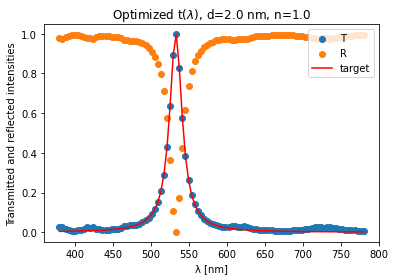 Optimized t(λ), d=2.0 nm, n=1.0
Transmitted and reflected intensities
1.0
0.8
0.6
0.4
0.2
0.0
400
450
500
550
600
650
700
750
800
λ [nm]
T
R
target